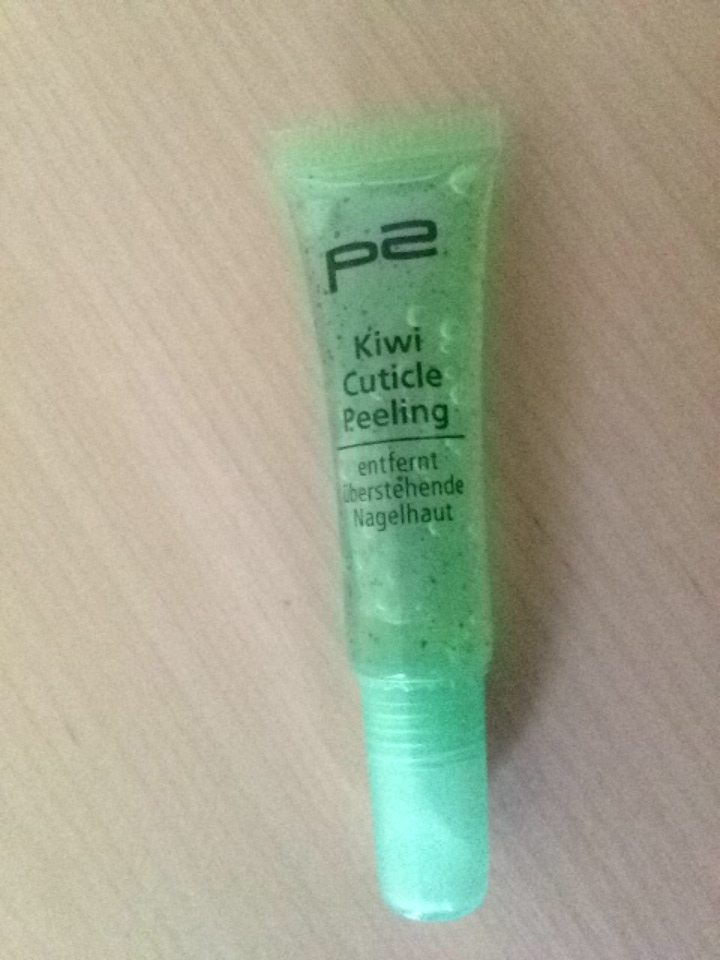 p2
Kiwi
Cuticle
Peeling
entfernt
überstehende
Nagelhaut